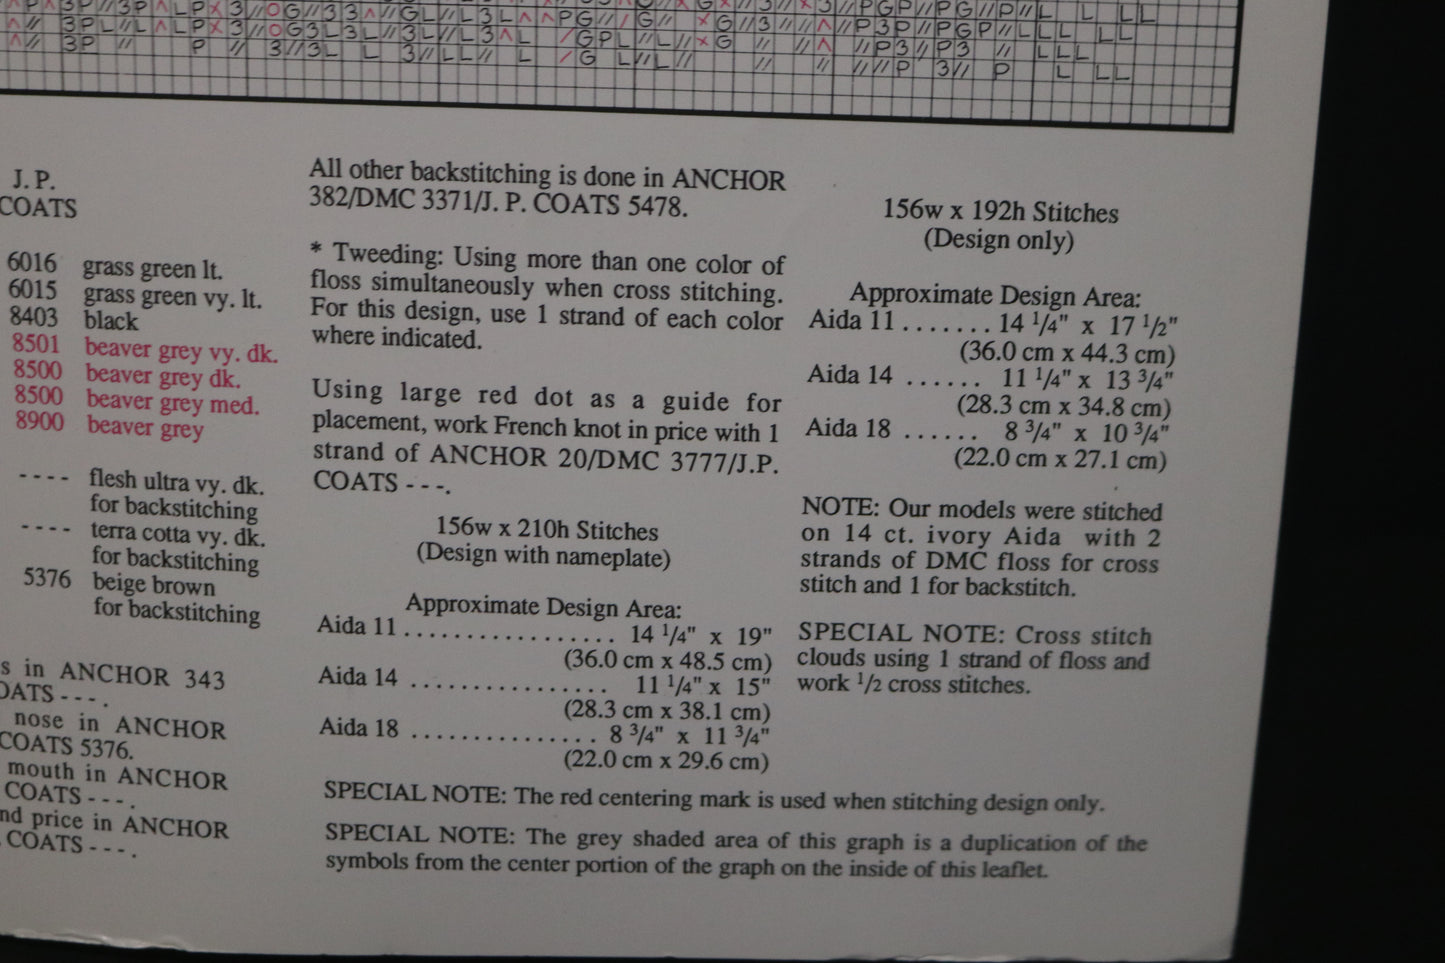 J. P.
COATS
6016 grass green lt.
6015 grass green vy. lt.
8403 black
8501 beaver grey vy. dk.
8500 beaver grey dk.
8500 beaver grey med.
8900 beaver grey
- - - - flesh ultra vy. dk.
for backstitching
- - - - terra cotta vy. dk.
for backstitching
5376 beige brown
for backstitching
s in ANCHOR 343
OATS - - - .
nose in ANCHOR
COATS 5376.
mouth in ANCHOR
COATS - - - .
nd price in ANCHOR
COATS - - - .
All other backstitching is done in ANCHOR
382/DMC 3371/J. P. COATS 5478.
* Tweeding: Using more than one color of
floss simultaneously when cross stitching.
For this design, use 1 strand of each color
where indicated.
Using large red dot as a guide for
placement, work French knot in price with 1
strand of ANCHOR 20/DMC 3777/J.P.
COATS - - -.
156w x 210h Stitches
(Design with nameplate)
Approximate Design Area:
Aida 11 . . . . . . . . . . . . . . . . . 14 1/4" x 19"
(36.0 cm x 48.5 cm)
Aida 14 . . . . . . . . . . . . . . . . 11 1/4" x 15"
(28.3 cm x 38.1 cm)
Aida 18 . . . . . . . . . . . . . . . 8 3/4" x 11 3/4"
(22.0 cm x 29.6 cm)
156w x 192h Stitches
(Design only)
Approximate Design Area:
Aida 11 . . . . . . . 14 1/4" x 17 1/2"
(36.0 cm x 44.3 cm)
Aida 14 . . . . . . 11 1/4" x 13 3/4"
(28.3 cm x 34.8 cm)
Aida 18 . . . . . . 8 3/4" x 10 3/4"
(22.0 cm x 27.1 cm)
NOTE: Our models were stitched
on 14 ct. ivory Aida with 2
strands of DMC floss for cross
stitch and 1 for backstitch.
SPECIAL NOTE: Cross stitch
clouds using 1 strand of floss and
work 1/2 cross stitches.
SPECIAL NOTE: The red centering mark is used when stitching design only.
SPECIAL NOTE: The grey shaded area of this graph is a duplication of the
symbols from the center portion of the graph on the inside of this leaflet.